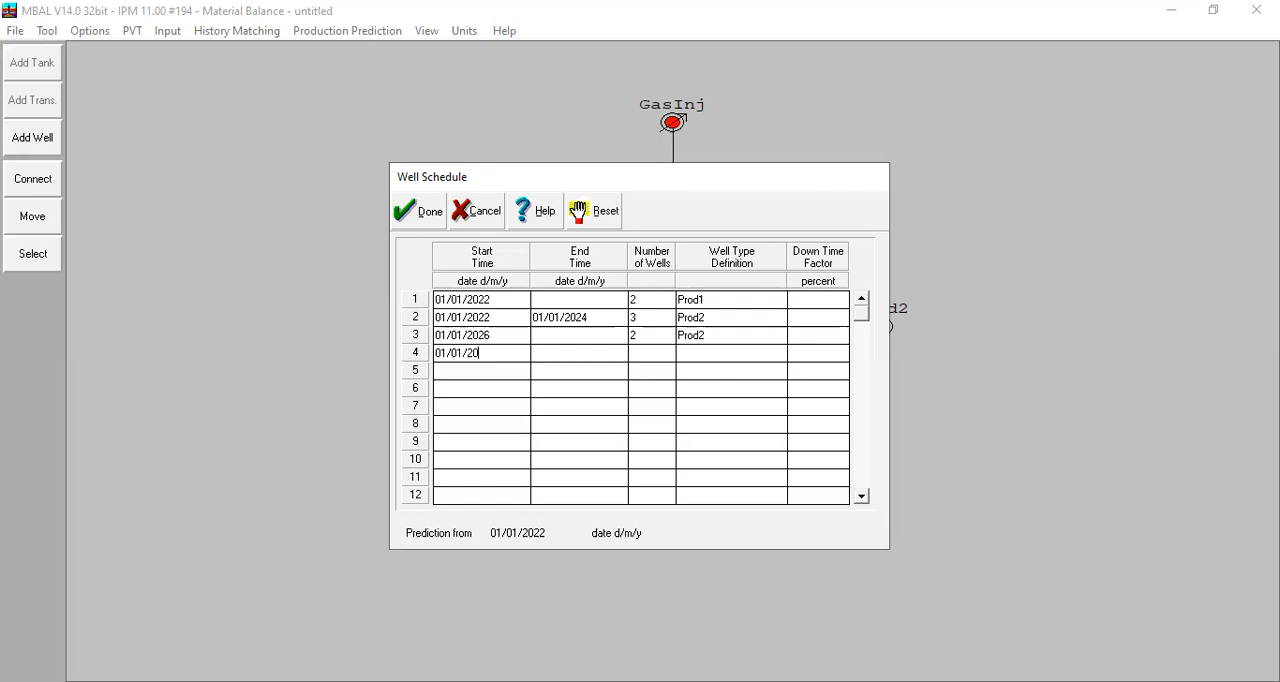 MBAL V14.0 32bit - IPM 11.00 #194 - Material Balance - untitled
File Tool Options PVT Input History Matching Production Prediction View Units Help
Add Tank
Add Trans.
Add Well
Connect
Move
Select
GasInj
d2
Well Schedule
Done Cancel Help Reset
Start Time End Time Number of Wells Well Type Definition Down Time Factor
date d/m/y date d/m/y percent
1 01/01/2022 2 Prod1
2 01/01/2022 01/01/2024 3 Prod2
3 01/01/2026 2 Prod2
4 01/01/20
5
6
7
8
9
10
11
12
Prediction from 01/01/2022 date d/m/y